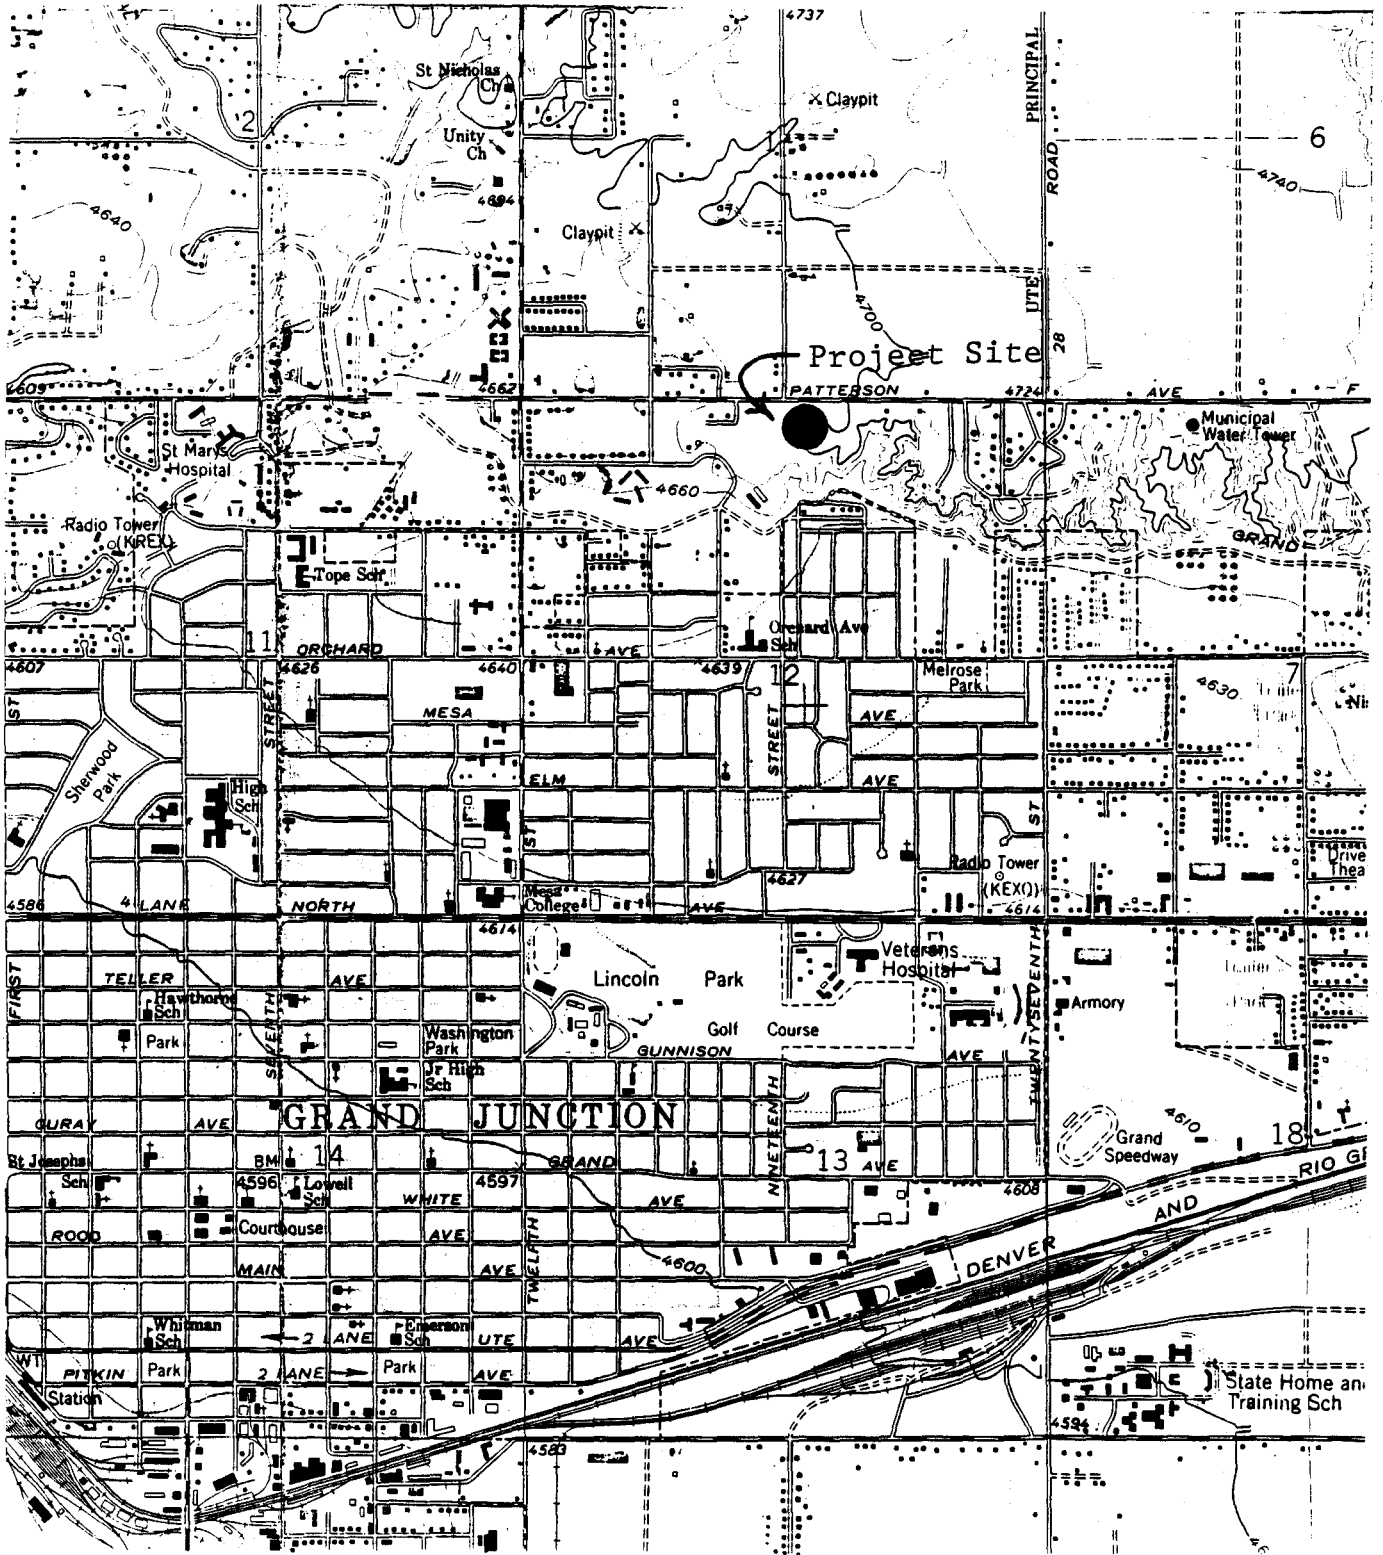 4737
PRINCIPAL
St Nicholas
Ch
2
Claypit
Unity
Ch
6
ROAD
4740
4694
4640
Claypit
UTE
4700
28
Project Site
4609
4662
PATTERSON
4724
AVE
F
Municipal
Water Tower
St Marys
Hospital
4660
Radio Tower
(KREX)
GRAND
Tope Sch
11
ORCHARD
AVE
Orchard Ave
Sch
4607
4626
4640
4639
12
Melrose
Park
7
4630
ST
STREET
MESA
AVE
STREET
Sherwood
Park
ELM
AVE
High
Sch
ST
ST
Radio Tower
(KEXO)
Drive
Thea
4627
4586
4 LANE
NORTH
Mesa
College
AVE
4614
4614
Veterans
Hospital
FIRST
TELLER
AVE
Lincoln Park
Hawthorne
Sch
SEVENTH
TWENTYSEVENTH
Armory
Park
Washington
Park
Golf Course
GUNNISON
AVE
Jr High
Sch
NINETEENTH
OURAY
AVE
GRAND JUNCTION
4610
Grand
Speedway
18
St Josephs
Sch
BM
14
GRAND
13
AVE
RIO GR
4596
Lowell
Sch
4597
WHITE
AVE
4608
AND
ROOD
Courthouse
AVE
TWELFTH
DENVER
MAIN
AVE
4600
Whitman
Sch
2 LANE
Emerson
Sch
UTE
AVE
WT
PITKIN
Park
2 LANE
Park
AVE
Station
State Home an
Training Sch
4594
4583